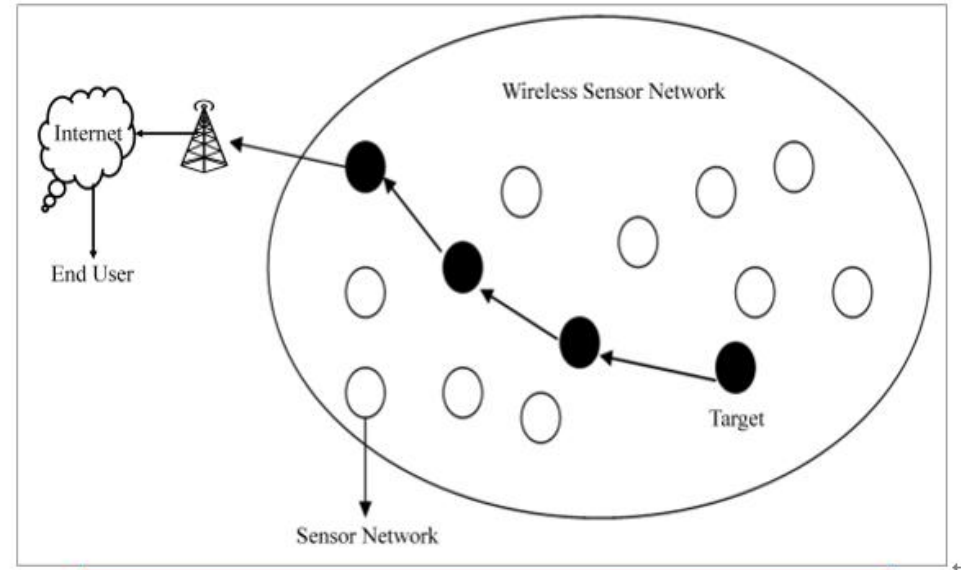 Wireless Sensor Network
Internet
End User
Target
Sensor Network